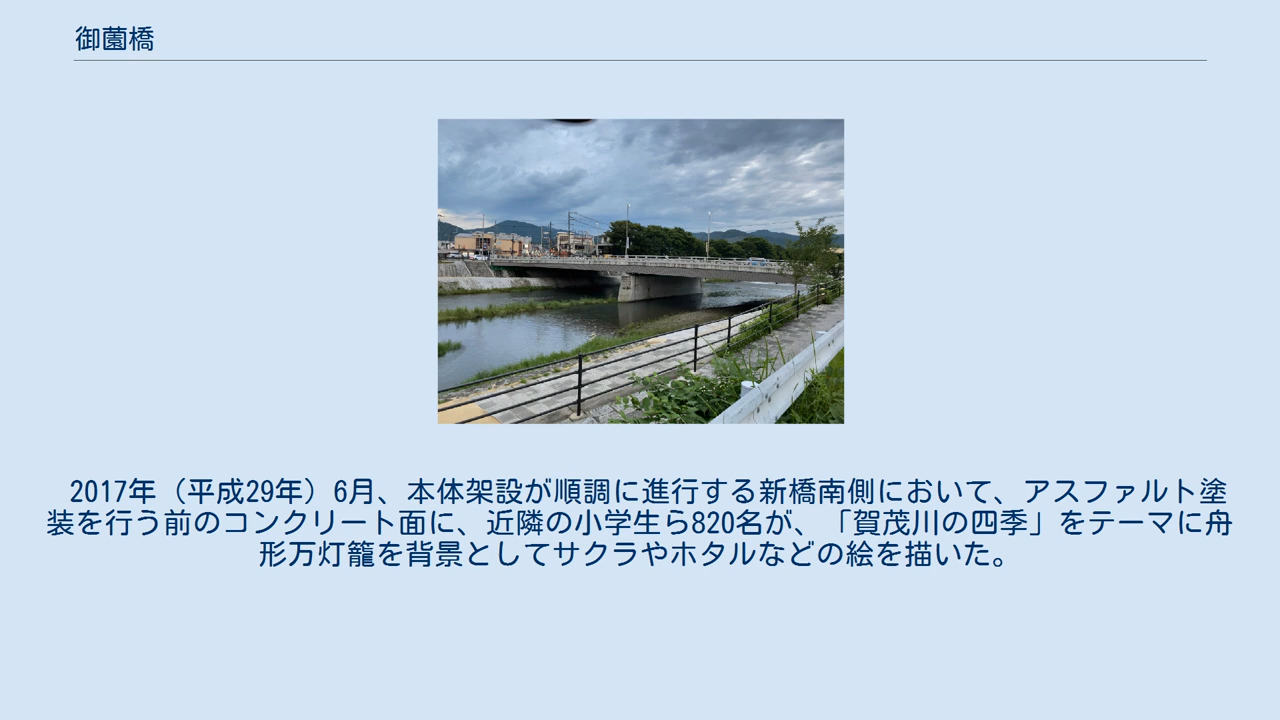 御薗橋
2017年（平成29年）6月、本体架設が順調に進行する新橋南側において、アスファルト塗
装を行う前のコンクリート面に、近隣の小学生ら820名が、「賀茂川の四季」をテーマに舟
形万灯籠を背景としてサクラやホタルなどの絵を描いた。